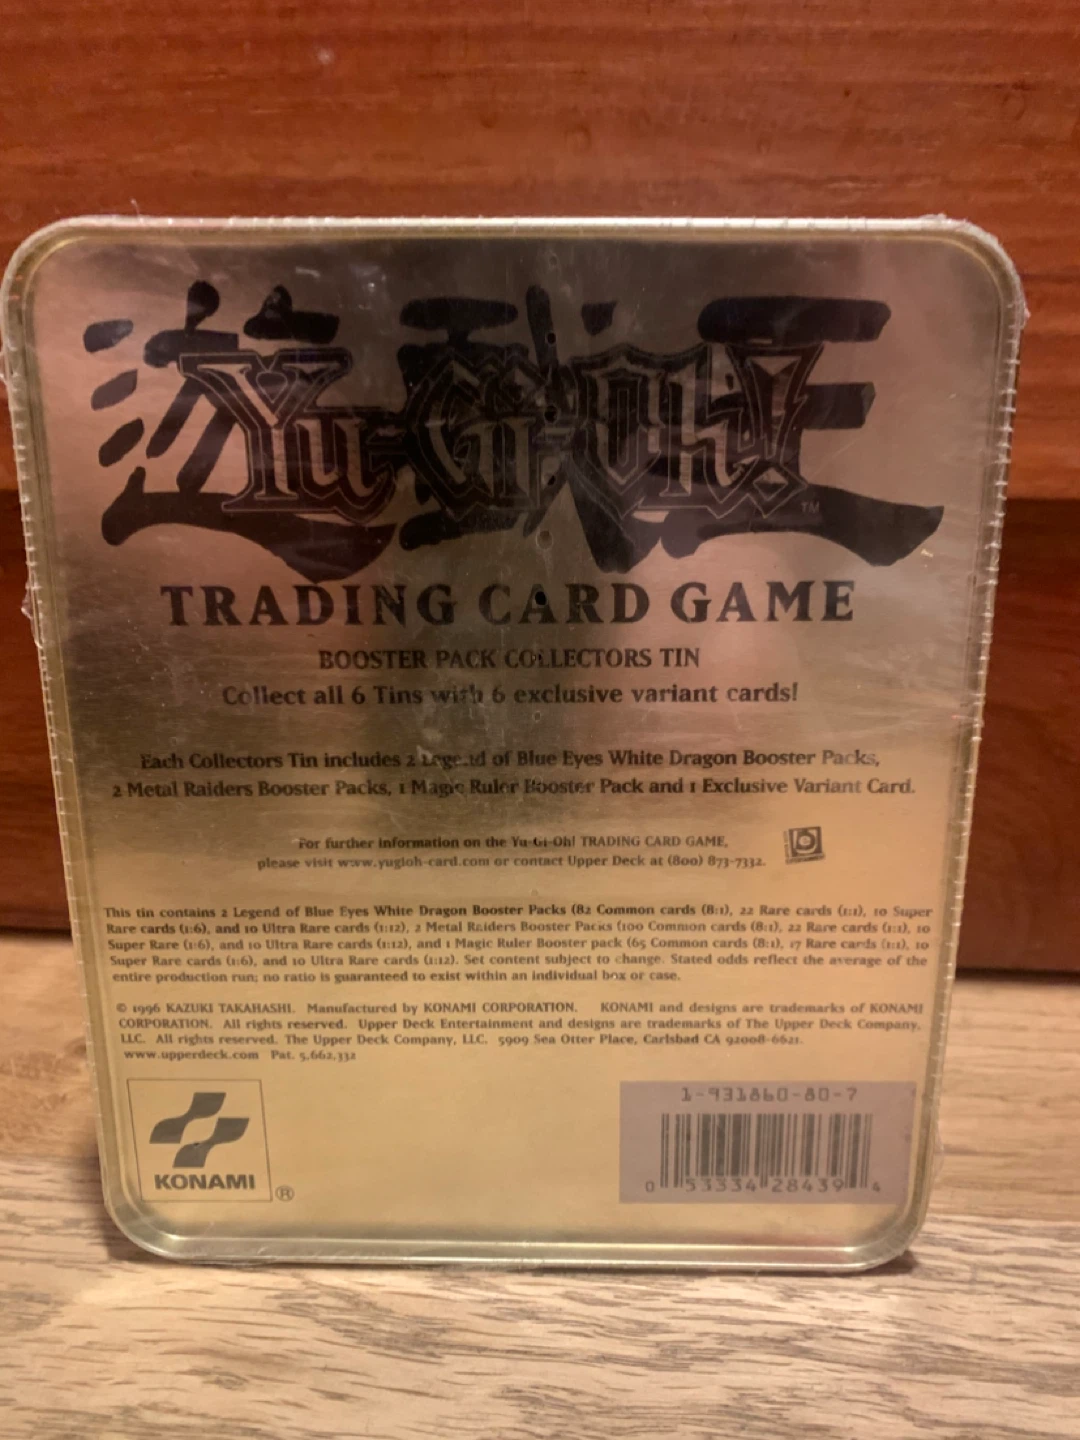 遊戯王
Yu-Gi-Oh!
TM
TRADING CARD GAME
BOOSTER PACK COLLECTORS TIN
Collect all 6 Tins with 6 exclusive variant cards!
Each Collectors Tin includes 2 Legend of Blue Eyes White Dragon Booster Packs,
2 Metal Raiders Booster Packs, 1 Magic Ruler Booster Pack and 1 Exclusive Variant Card.
For further information on the Yu-Gi-Oh! TRADING CARD GAME,
please visit www.yugioh-card.com or contact Upper Deck at (800) 873-7332.
This tin contains 2 Legend of Blue Eyes White Dragon Booster Packs (82 Common cards (8:1), 22 Rare cards (1:1), 10 Super
Rare cards (1:6), and 10 Ultra Rare cards (1:12), 2 Metal Raiders Booster Packs (100 Common cards (8:1), 22 Rare cards (1:1), 10
Super Rare (1:6), and 10 Ultra Rare cards (1:12), and 1 Magic Ruler Booster pack (65 Common cards (8:1), 17 Rare cards (1:1), 10
Super Rare cards (1:6), and 10 Ultra Rare cards (1:12). Set content subject to change. Stated odds reflect the average of the
entire production run; no ratio is guaranteed to exist within an individual box or case.
© 1996 KAZUKI TAKAHASHI. Manufactured by KONAMI CORPORATION. KONAMI and designs are trademarks of KONAMI
CORPORATION. All rights reserved. Upper Deck Entertainment and designs are trademarks of The Upper Deck Company,
LLC. All rights reserved. The Upper Deck Company, LLC. 5909 Sea Otter Place, Carlsbad CA 92008-6621.
www.upperdeck.com Pat. 5,662,332
KONAMI ®
1-931860-80-7
0 53334 28439 4